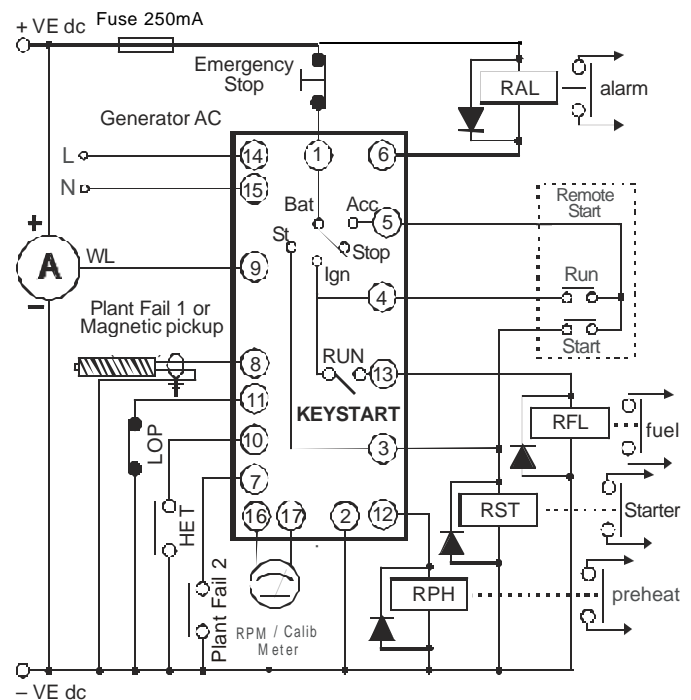 + VE dc
Fuse 250mA
Emergency
Stop
RAL
alarm
Generator AC
L
N
14
15
1
6
Remote
Start
Bat
Acc
5
St
Stop
Ign
+
A
–
WL
9
4
Run
Start
Plant Fail 1 or
Magnetic pickup
8
RUN
13
11
KEYSTART
RFL
fuel
LOP
10
3
HET
7
RST
Starter
16
17
2
12
Plant Fail 2
RPH
preheat
RPM / Calib
Meter
– VE dc